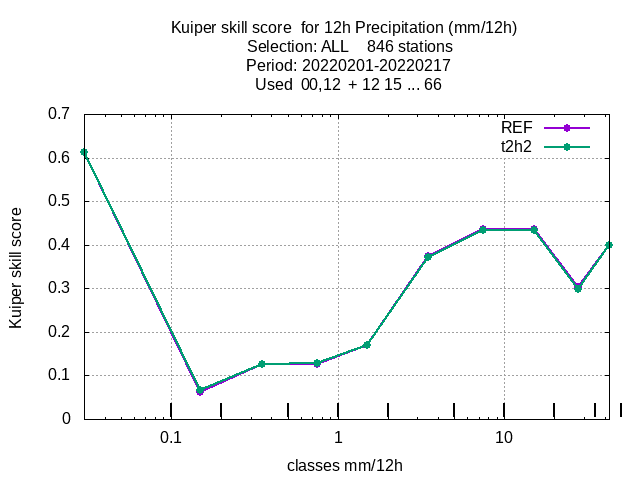 Kuiper skill score  for 12h Precipitation (mm/12h)
Selection: ALL    846 stations
Period: 20220201-20220217
Used  00,12  + 12 15 ... 66
REF
t2h2
0.7
0.6
0.5
0.4
0.3
0.2
0.1
0
Kuiper skill score
0.1 1 10
classes mm/12h